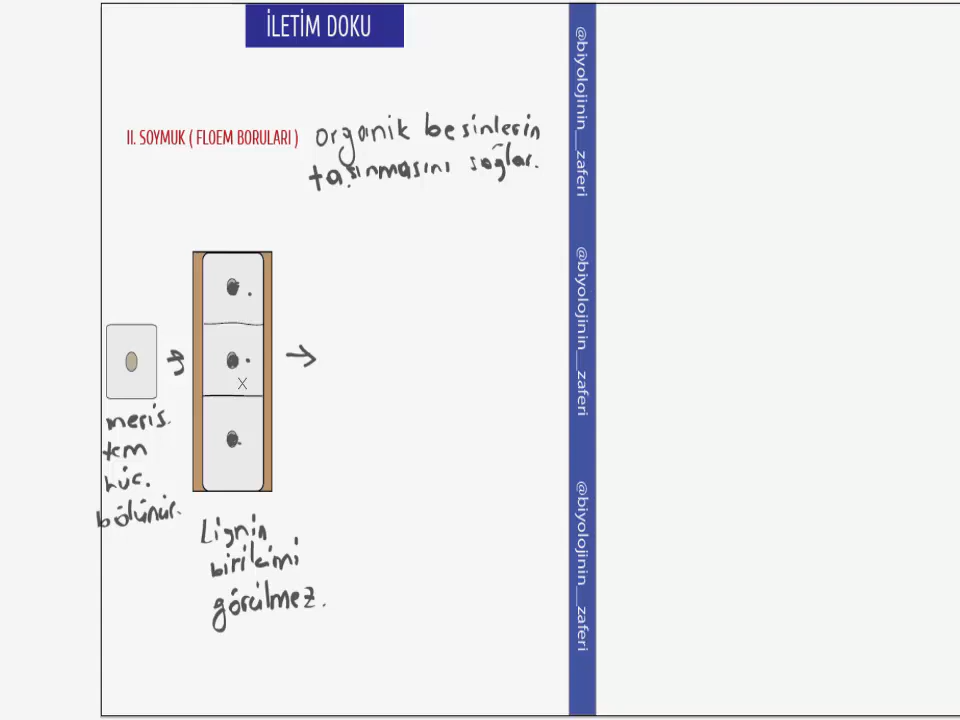 İLETİM DOKU
II. SOYMUK ( FLOEM BORULARI ) organik besinlerin
taşınmasını sağlar.
X
meris.
tem
hüc.
bölünür.
Lignin
birikimi
görülmez.
@biyolojinin__zaferi
@biyolojinin__zaferi
@biyolojinin__zaferi